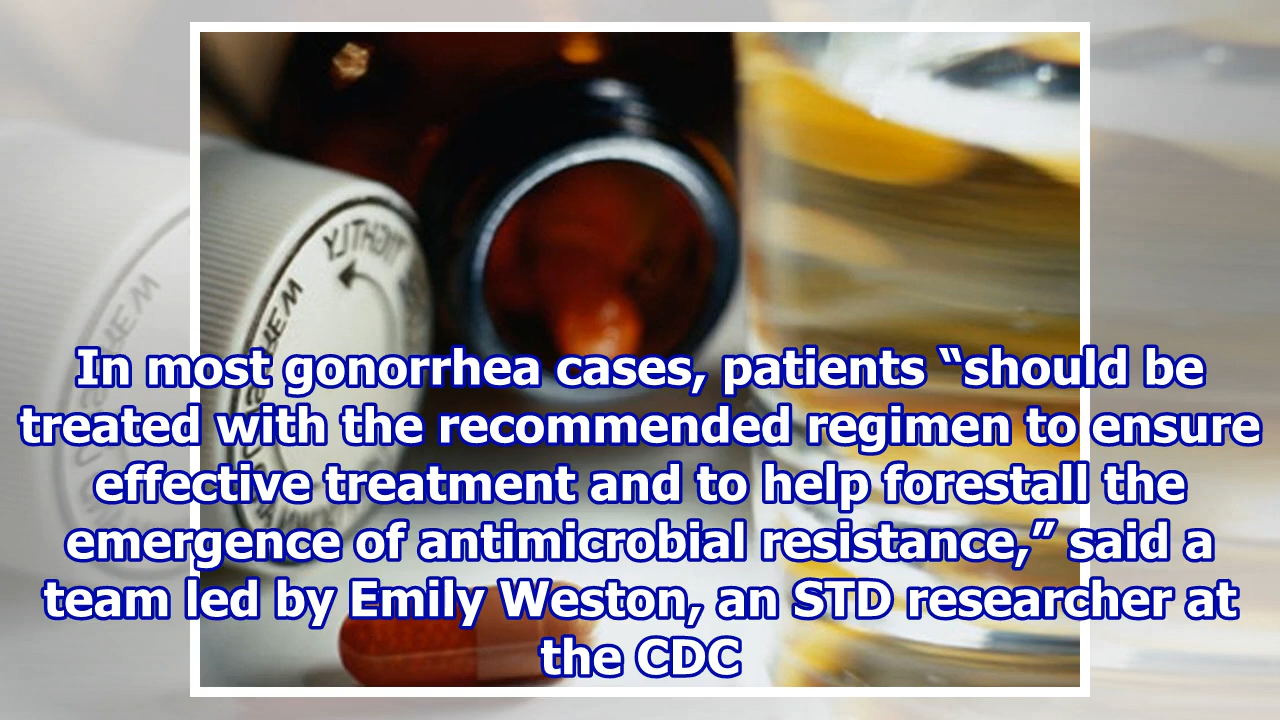 TIGHTLY
In most gonorrhea cases, patients “should be
treated with the recommended regimen to ensure
effective treatment and to help forestall the
emergence of antimicrobial resistance,” said a
team led by Emily Weston, an STD researcher at
the CDC